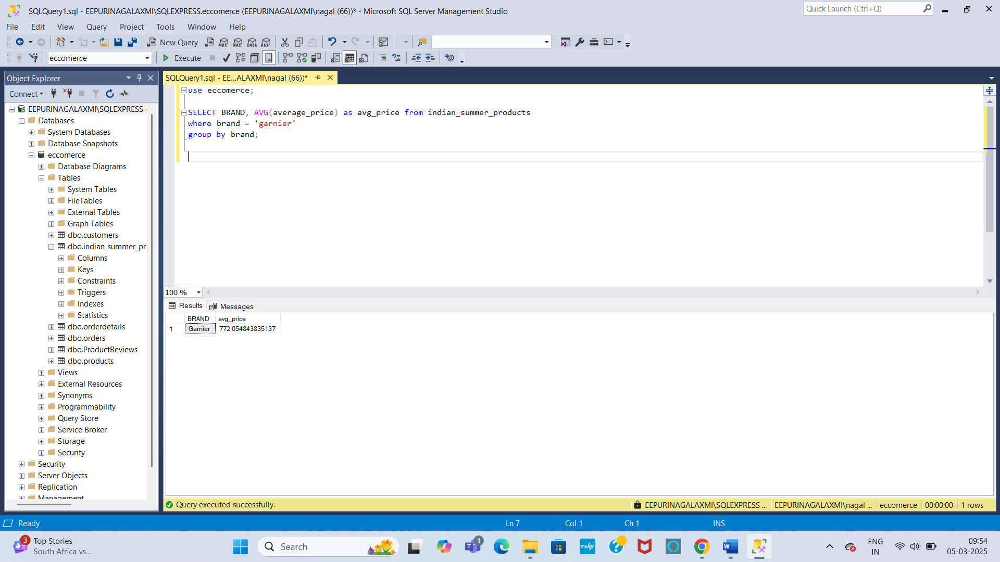 SQLQuery1.sql - EEPURINAGALAXMI\SQLEXPRESS.eccomerce (EEPURINAGALAXMI\nagal (66))* - Microsoft SQL Server Management Studio
Quick Launch (Ctrl+Q)
File Edit View Query Project Tools Window Help
New Query MDX DMX XMLA DAX
eccomerce Execute
Object Explorer
SQLQuery1.sql - EE...ALAXMI\nagal (66))*
Connect
EEPURINAGALAXMI\SQLEXPRESS (
Databases
System Databases
Database Snapshots
eccomerce
Database Diagrams
Tables
System Tables
FileTables
External Tables
Graph Tables
dbo.customers
dbo.indian_summer_pr
Columns
Keys
Constraints
Triggers
Indexes
Statistics
dbo.orderdetails
dbo.orders
dbo.ProductReviews
dbo.products
Views
External Resources
Synonyms
Programmability
Query Store
Service Broker
Storage
Security
Security
Server Objects
Replication
Management
use eccomerce;
SELECT BRAND, AVG(average_price) as avg_price from indian_summer_products
where brand = 'garnier'
group by brand;
100 %
Results Messages
BRAND avg_price
1 Garnier 772.054843835137
Query executed successfully.
EEPURINAGALAXMI\SQLEXPRESS ... EEPURINAGALAXMI\nagal ... eccomerce 00:00:00 1 rows
Ready Ln 7 Col 1 Ch 1 INS
3 Top Stories
South Africa vs...
Search
1
myhp
ENG
IN
09:54
05-03-2025